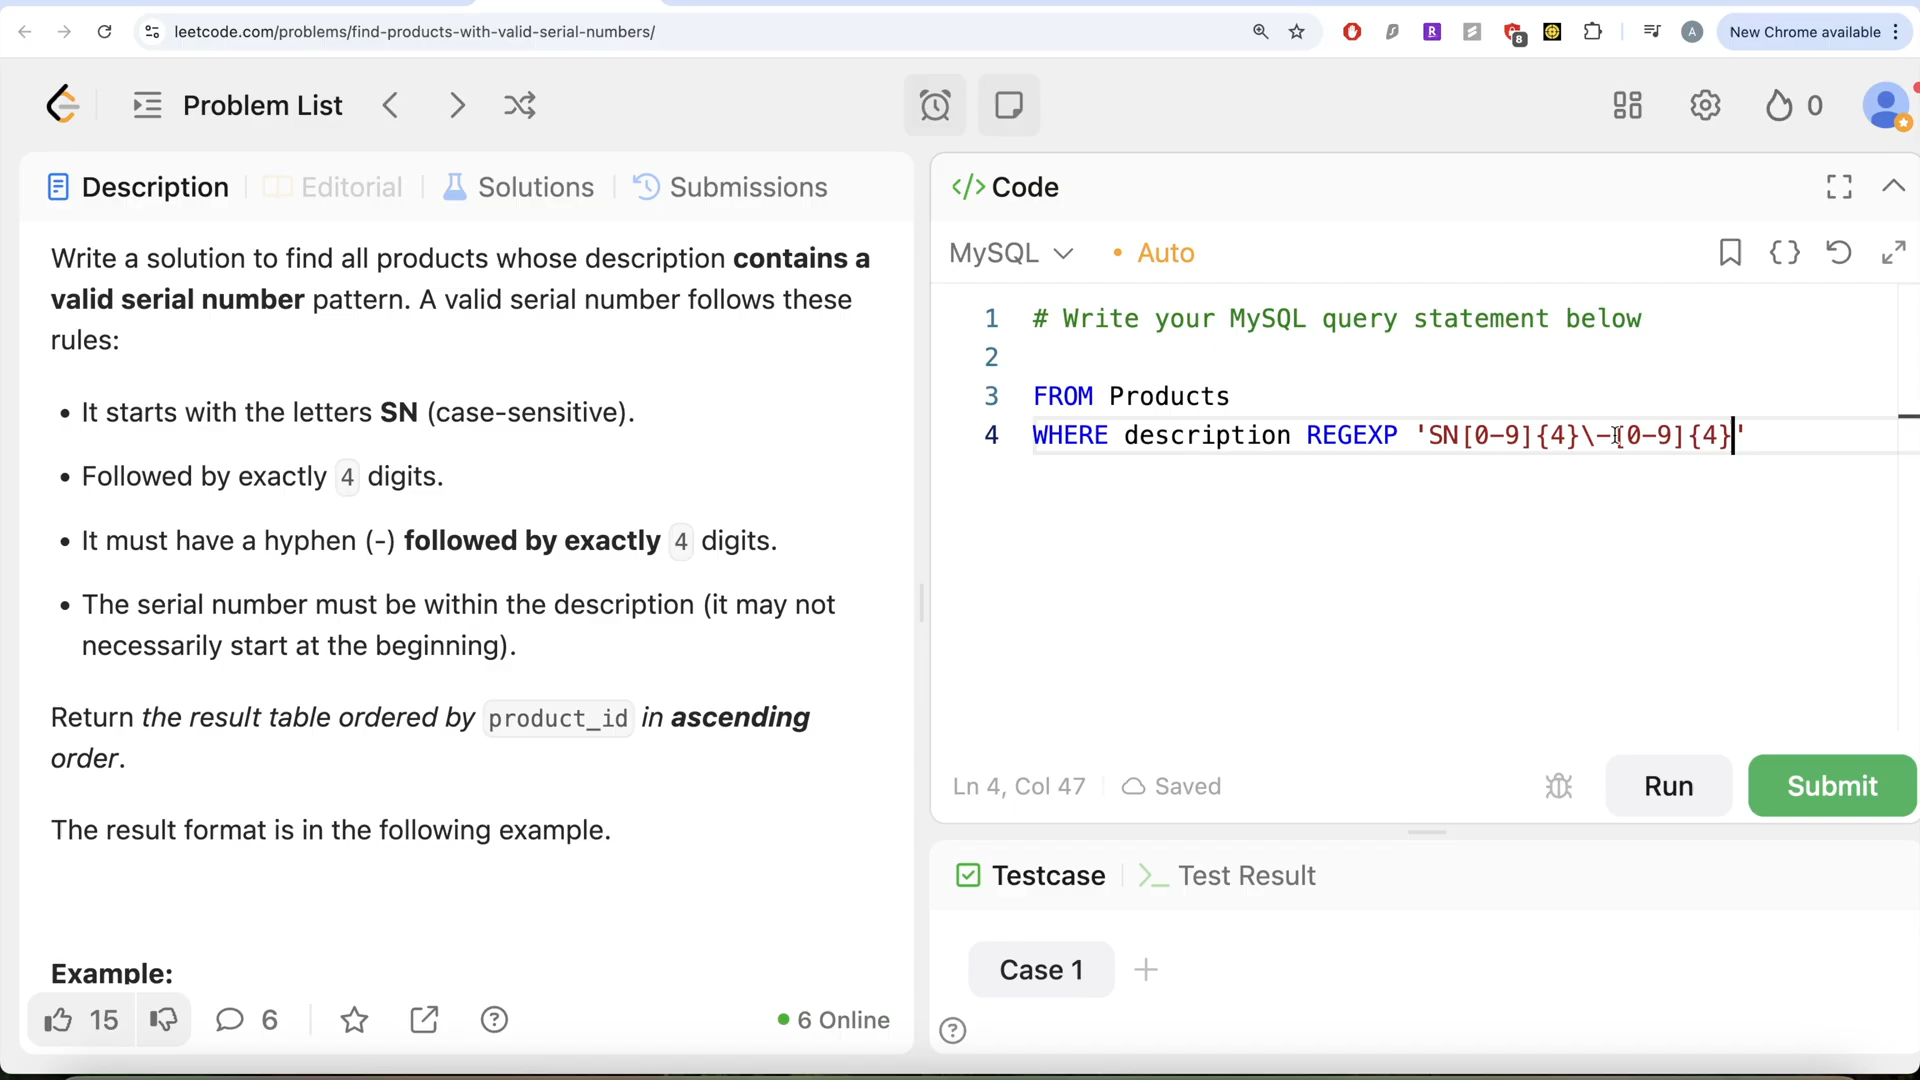 leetcode.com/problems/find-products-with-valid-serial-numbers/
8
A
New Chrome available
Problem List
0
Description
Editorial
Solutions
Submissions
Write a solution to find all products whose description contains a
valid serial number pattern. A valid serial number follows these
rules:
• It starts with the letters SN (case-sensitive).
• Followed by exactly 4 digits.
• It must have a hyphen (-) followed by exactly 4 digits.
• The serial number must be within the description (it may not
necessarily start at the beginning).
Return the result table ordered by product_id in ascending
order.
The result format is in the following example.
Example:
15
6
6 Online
</> Code
MySQL
Auto
1 # Write your MySQL query statement below
2
3 FROM Products
4 WHERE description REGEXP 'SN[0-9]{4}\-[0-9]{4}'
Ln 4, Col 47
Saved
Run
Submit
Testcase
Test Result
Case 1